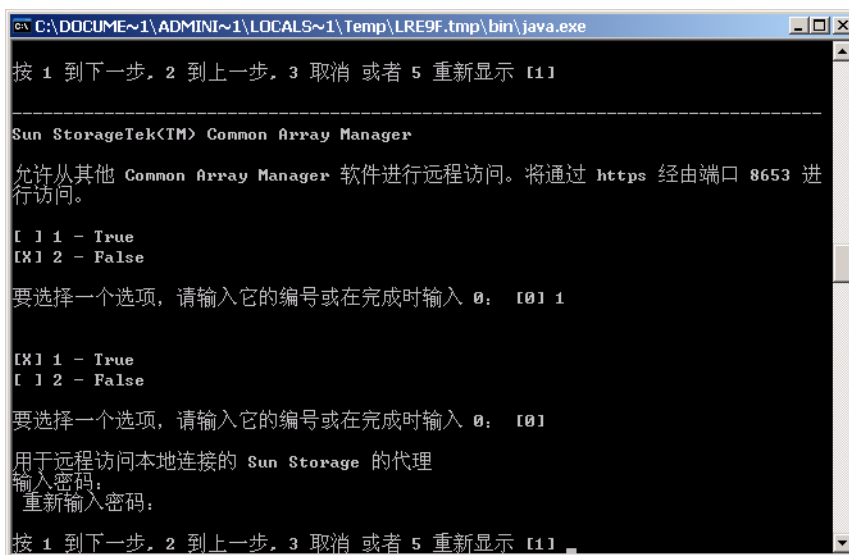 C:\DOCUME~1\ADMINI~1\LOCALS~1\Temp\LRE9F.tmp\bin\java.exe
按 1 到下一步, 2 到上一步, 3 取消 或者 5 重新显示 [1]
-------------------------------------------------------------------------------
Sun StorageTek(TM) Common Array Manager
允许从其他 Common Array Manager 软件进行远程访问。将通过 https 经由端口 8653 进
行访问。
[ ] 1 - True
[X] 2 - False
要选择一个选项，请输入它的编号或在完成时输入 0： [0] 1
[X] 1 - True
[ ] 2 - False
要选择一个选项，请输入它的编号或在完成时输入 0： [0]
用于远程访问本地连接的 Sun Storage 的代理
输入密码：
重新输入密码：
按 1 到下一步, 2 到上一步, 3 取消 或者 5 重新显示 [1]